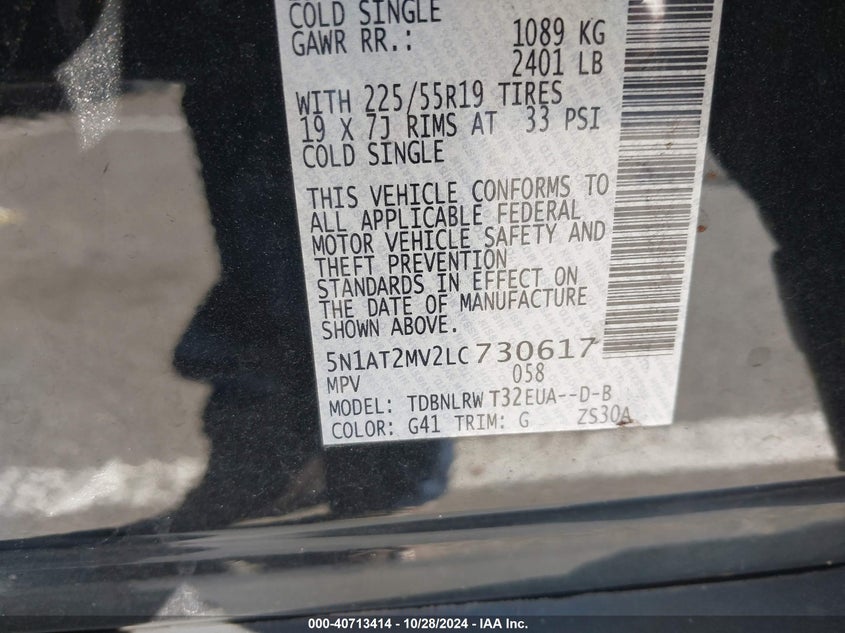 COLD SINGLE
GAWR RR.: 1089 KG
2401 LB
WITH 225/55R19 TIRES
19 X 7J RIMS AT 33 PSI
COLD SINGLE
THIS VEHICLE CONFORMS TO
ALL APPLICABLE FEDERAL
MOTOR VEHICLE SAFETY AND
THEFT PREVENTION
STANDARDS IN EFFECT ON
THE DATE OF MANUFACTURE
SHOWN ABOVE.
5N1AT2MV2LC730617
MPV 058
MODEL: TDBNLRW T32EUA--D-B
COLOR: G41 TRIM: G ZS30A
000-40713414 - 10/28/2024 - IAA Inc.